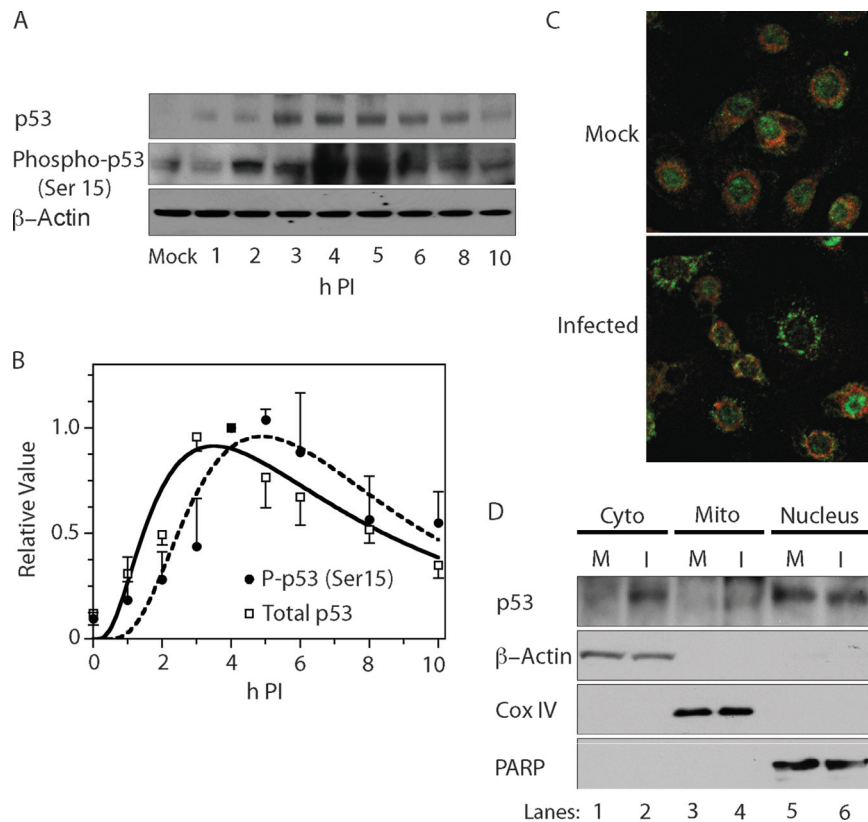 A
p53
Phospho-p53
(Ser 15)
β–Actin
Mock 1 2 3 4 5 6 8 10
h PI
B
1.0
0.5
0
Relative Value
P-p53 (Ser15)
Total p53
0 2 4 6 8 10
h PI
C
Mock
Infected
D
Cyto Mito Nucleus
M I M I M I
p53
β–Actin
Cox IV
PARP
Lanes: 1 2 3 4 5 6